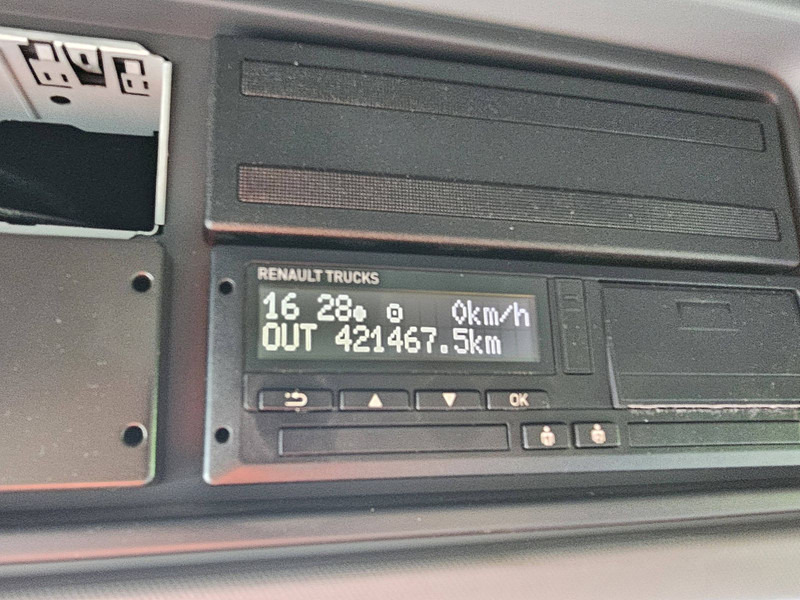 RENAULT TRUCKS
16 28 0km/h
OUT 421467.5km
OK